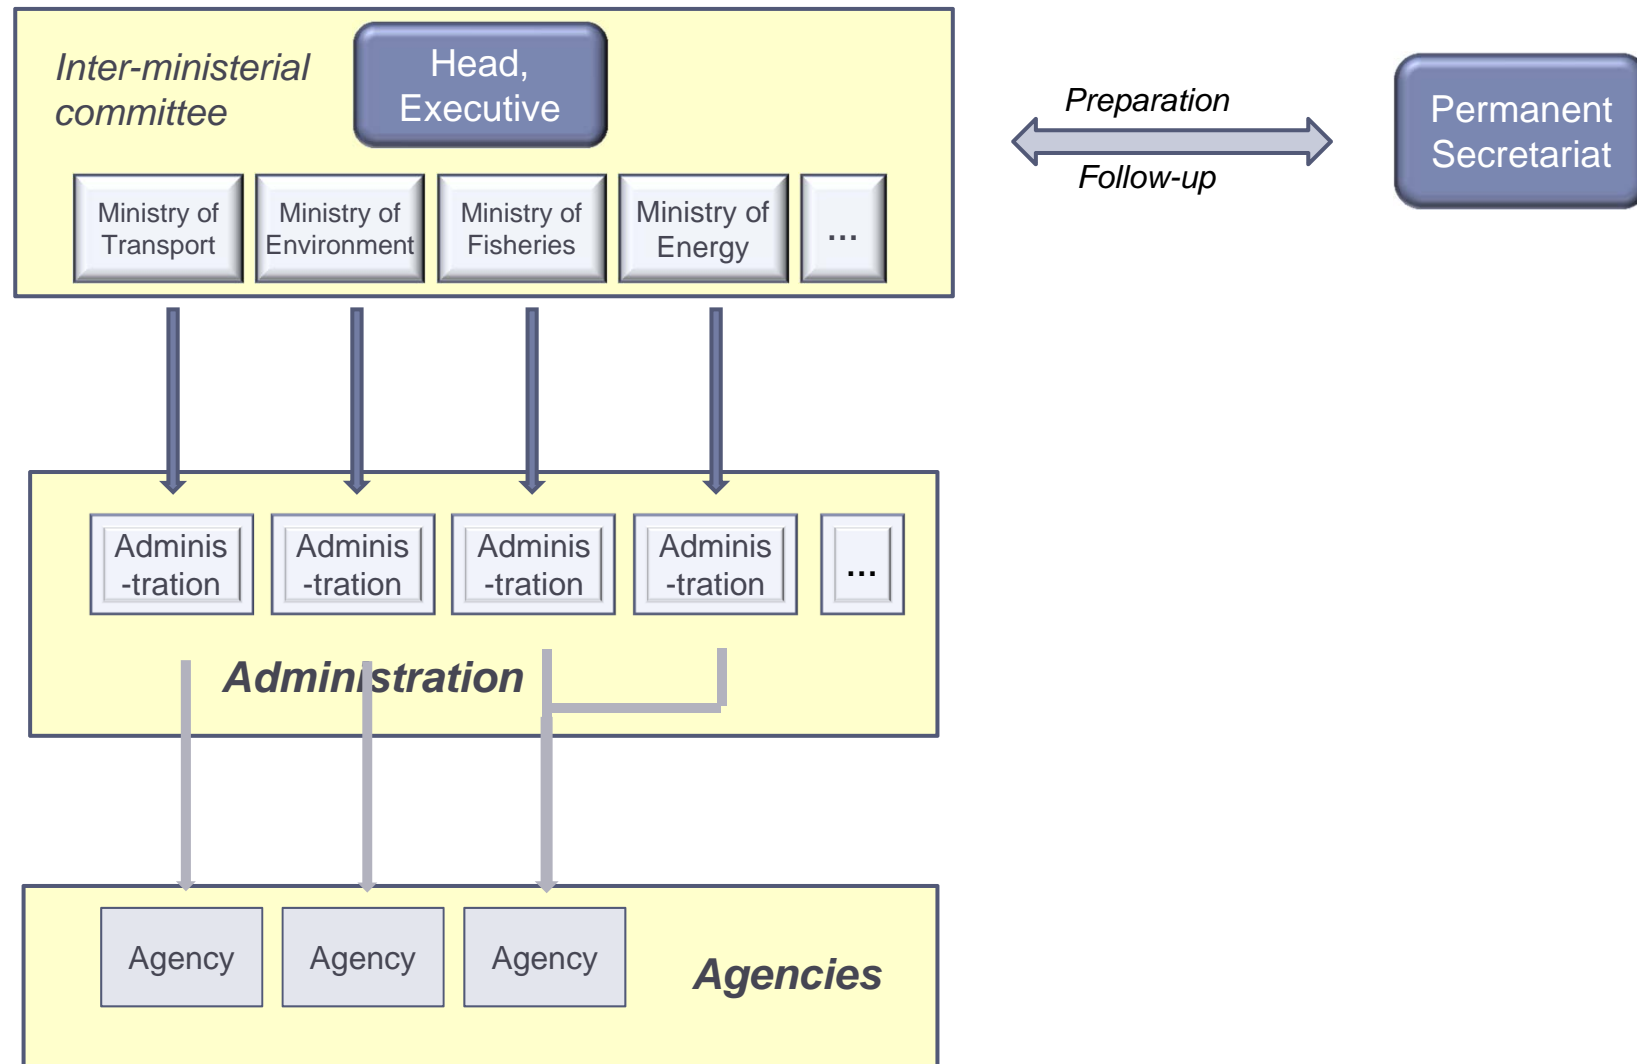 Inter-ministerial
committee
Head,
Executive
Ministry of
Transport
Ministry of
Environment
Ministry of
Fisheries
Ministry of
Energy
...
Preparation
Follow-up
Permanent
Secretariat
Adminis
-tration
Adminis
-tration
Adminis
-tration
Adminis
-tration
...
Administration
Agency
Agency
Agency
Agencies